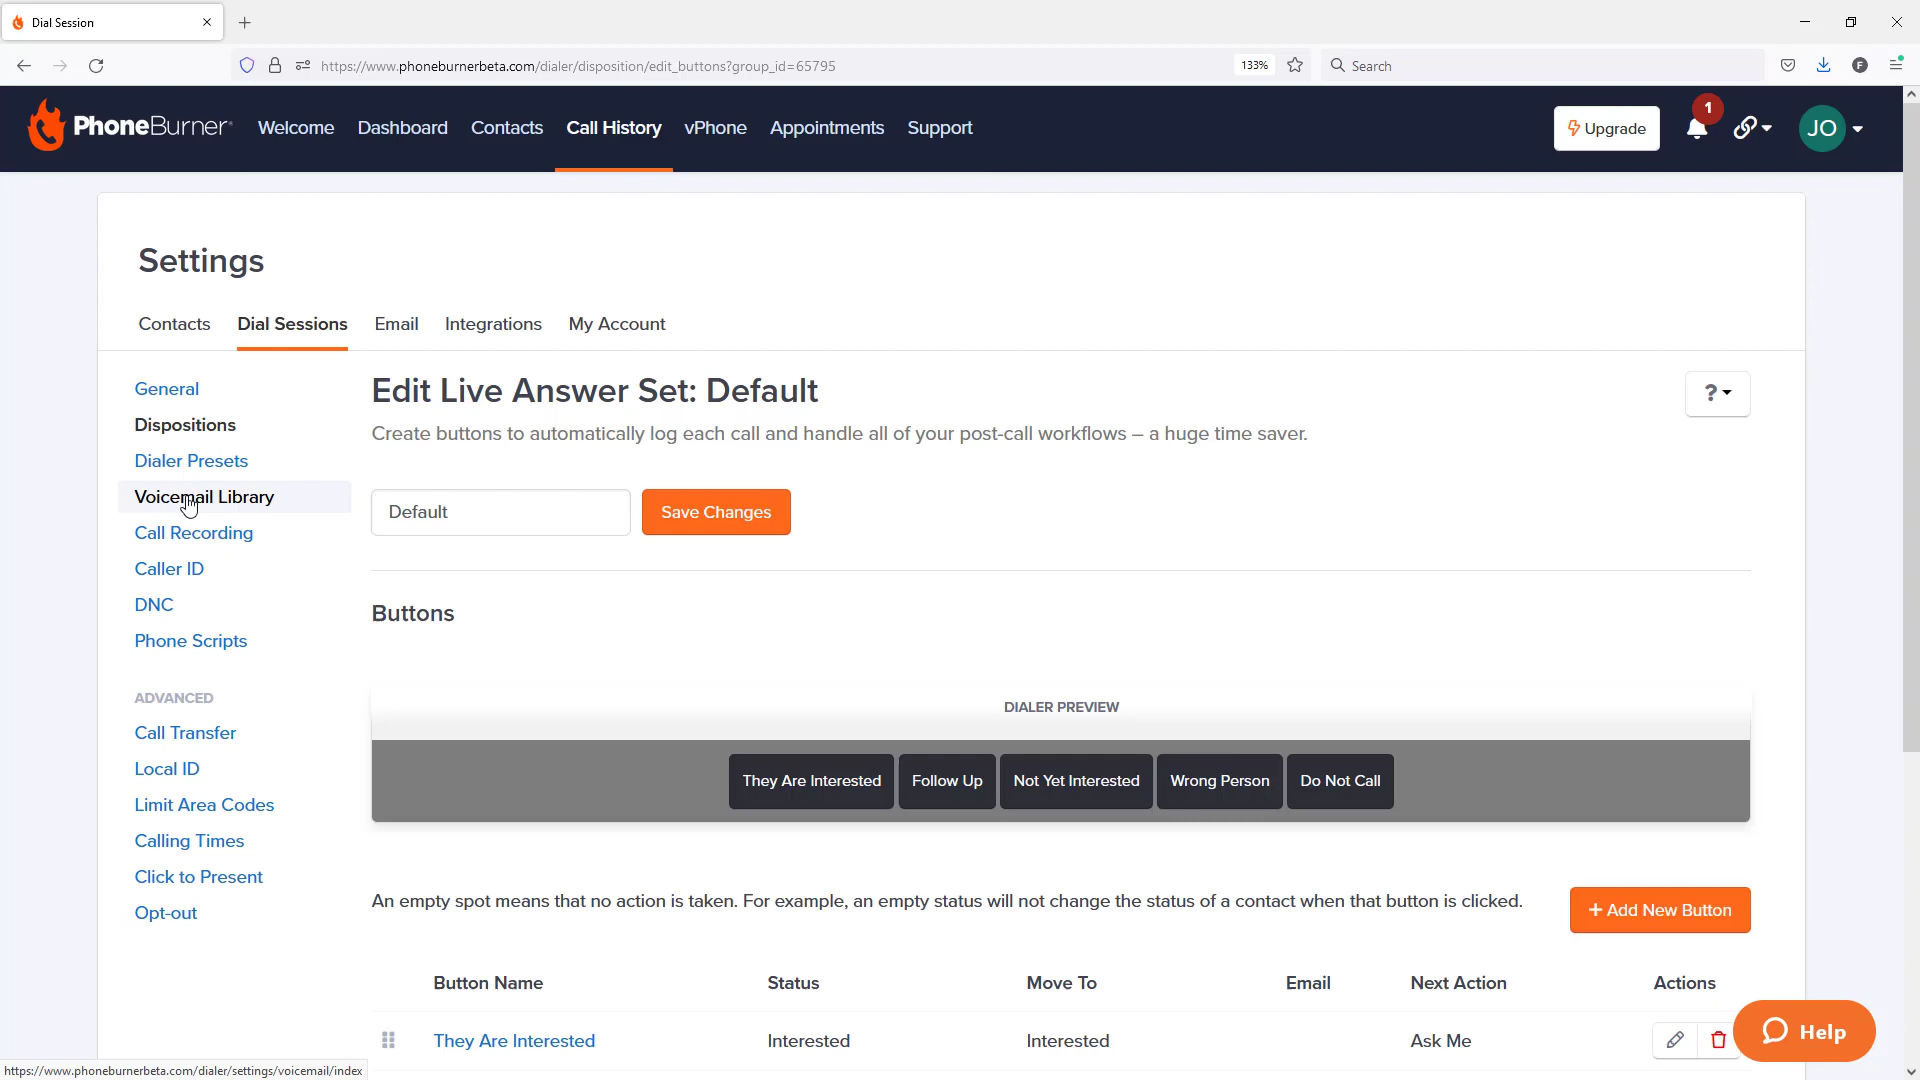 Dial Session
https://www.phoneburnerbeta.com/dialer/disposition/edit_buttons?group_id=65795
133%
Search
F
PhoneBurner
Welcome
Dashboard
Contacts
Call History
vPhone
Appointments
Support
Upgrade
1
JO
Settings
Contacts
Dial Sessions
Email
Integrations
My Account
General
Dispositions
Dialer Presets
Voicemail Library
Call Recording
Caller ID
DNC
Phone Scripts
ADVANCED
Call Transfer
Local ID
Limit Area Codes
Calling Times
Click to Present
Opt-out
Edit Live Answer Set: Default
?
Create buttons to automatically log each call and handle all of your post-call workflows – a huge time saver.
Default
Save Changes
Buttons
DIALER PREVIEW
They Are Interested
Follow Up
Not Yet Interested
Wrong Person
Do Not Call
An empty spot means that no action is taken. For example, an empty status will not change the status of a contact when that button is clicked.
+ Add New Button
Button Name Status Move To Email Next Action Actions
They Are Interested Interested Interested Ask Me
Help
https://www.phoneburnerbeta.com/dialer/settings/voicemail/index